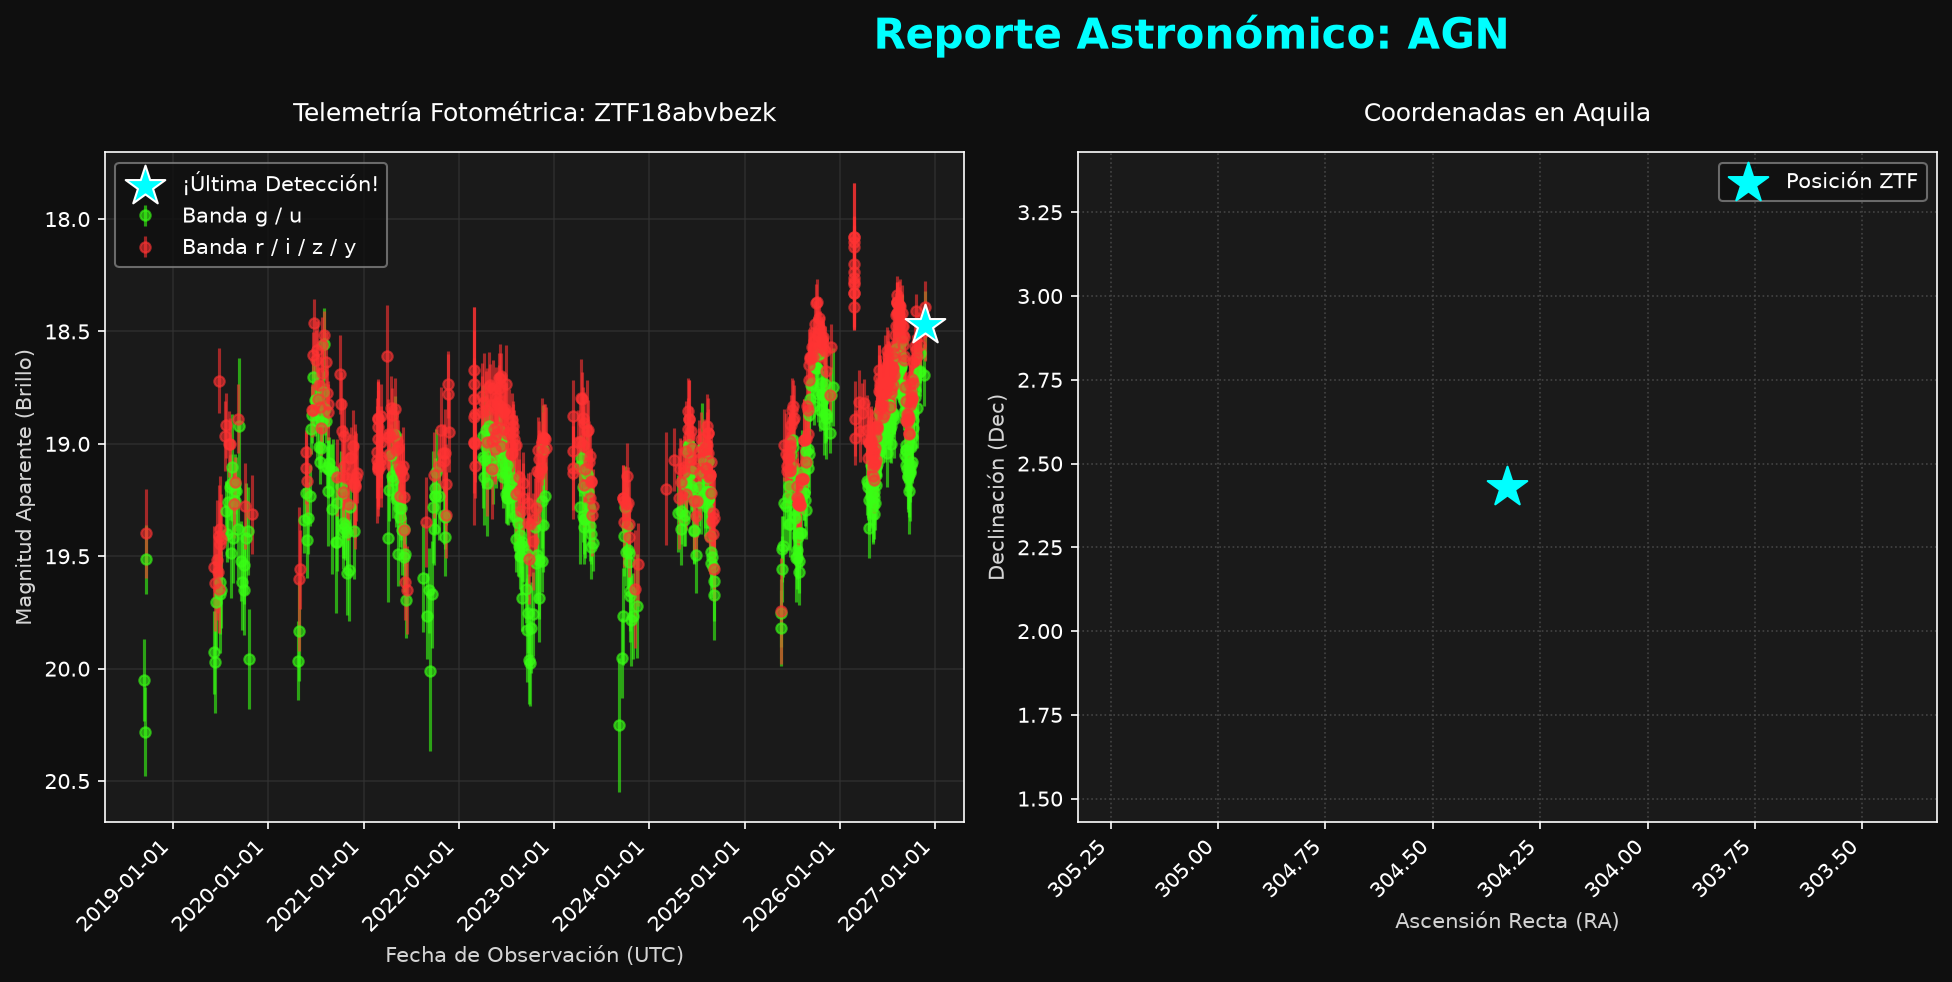 Reporte Astronómico: AGN
Telemetría Fotométrica: ZTF18abvbezk
¡Última Detección!
Banda g / u
Banda r / i / z / y
Magnitud Aparente (Brillo)
18.0
18.5
19.0
19.5
20.0
20.5
2019-01-01
2020-01-01
2021-01-01
2022-01-01
2023-01-01
2024-01-01
2025-01-01
2026-01-01
2027-01-01
Fecha de Observación (UTC)
Coordenadas en Aquila
Posición ZTF
Declinación (Dec)
3.25
3.00
2.75
2.50
2.25
2.00
1.75
1.50
305.25
305.00
304.75
304.50
304.25
304.00
303.75
303.50
Ascensión Recta (RA)